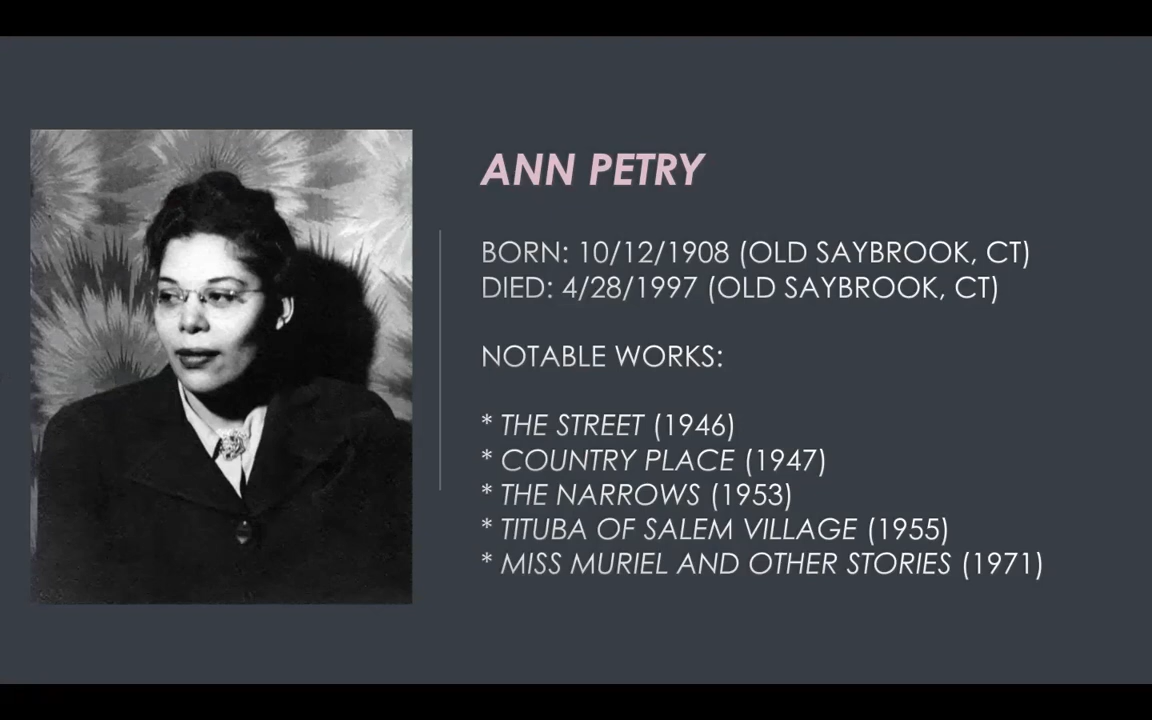 ANN PETRY
BORN: 10/12/1908 (OLD SAYBROOK, CT)
DIED: 4/28/1997 (OLD SAYBROOK, CT)
NOTABLE WORKS:
* THE STREET (1946)
* COUNTRY PLACE (1947)
* THE NARROWS (1953)
* TITUBA OF SALEM VILLAGE (1955)
* MISS MURIEL AND OTHER STORIES (1971)